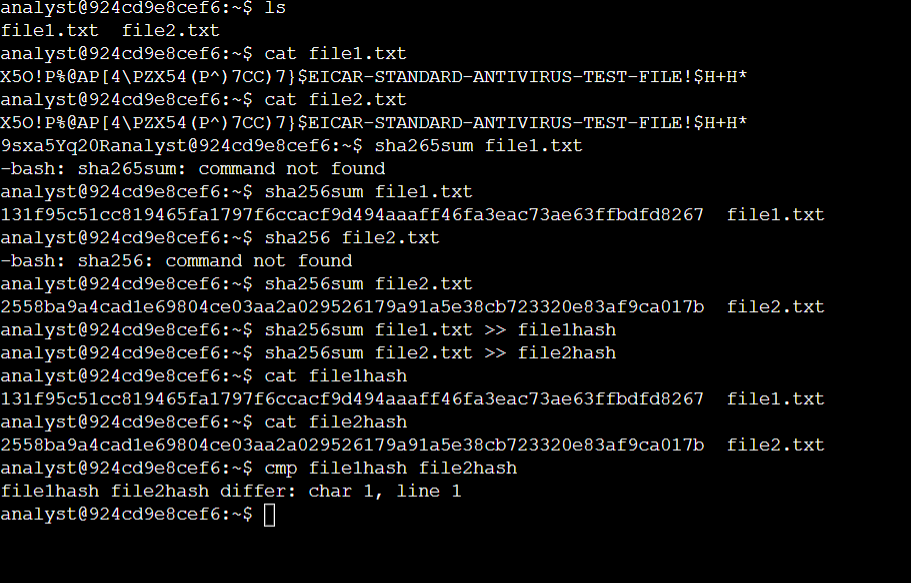 analyst@924cd9e8cef6:~$ ls
file1.txt  file2.txt
analyst@924cd9e8cef6:~$ cat file1.txt
X5O!P%@AP[4\PZX54(P^)7CC)7}$EICAR-STANDARD-ANTIVIRUS-TEST-FILE!$H+H*
analyst@924cd9e8cef6:~$ cat file2.txt
X5O!P%@AP[4\PZX54(P^)7CC)7}$EICAR-STANDARD-ANTIVIRUS-TEST-FILE!$H+H*
9sxa5Yq20Ranalyst@924cd9e8cef6:~$ sha265sum file1.txt
-bash: sha265sum: command not found
analyst@924cd9e8cef6:~$ sha256sum file1.txt
131f95c51cc819465fa1797f6ccacf9d494aaaff46fa3eac73ae63ffbdfd8267  file1.txt
analyst@924cd9e8cef6:~$ sha256 file2.txt
-bash: sha256: command not found
analyst@924cd9e8cef6:~$ sha256sum file2.txt
2558ba9a4cad1e69804ce03aa2a029526179a91a5e38cb723320e83af9ca017b  file2.txt
analyst@924cd9e8cef6:~$ sha256sum file1.txt >> file1hash
analyst@924cd9e8cef6:~$ sha256sum file2.txt >> file2hash
analyst@924cd9e8cef6:~$ cat file1hash
131f95c51cc819465fa1797f6ccacf9d494aaaff46fa3eac73ae63ffbdfd8267  file1.txt
analyst@924cd9e8cef6:~$ cat file2hash
2558ba9a4cad1e69804ce03aa2a029526179a91a5e38cb723320e83af9ca017b  file2.txt
analyst@924cd9e8cef6:~$ cmp file1hash file2hash
file1hash file2hash differ: char 1, line 1
analyst@924cd9e8cef6:~$